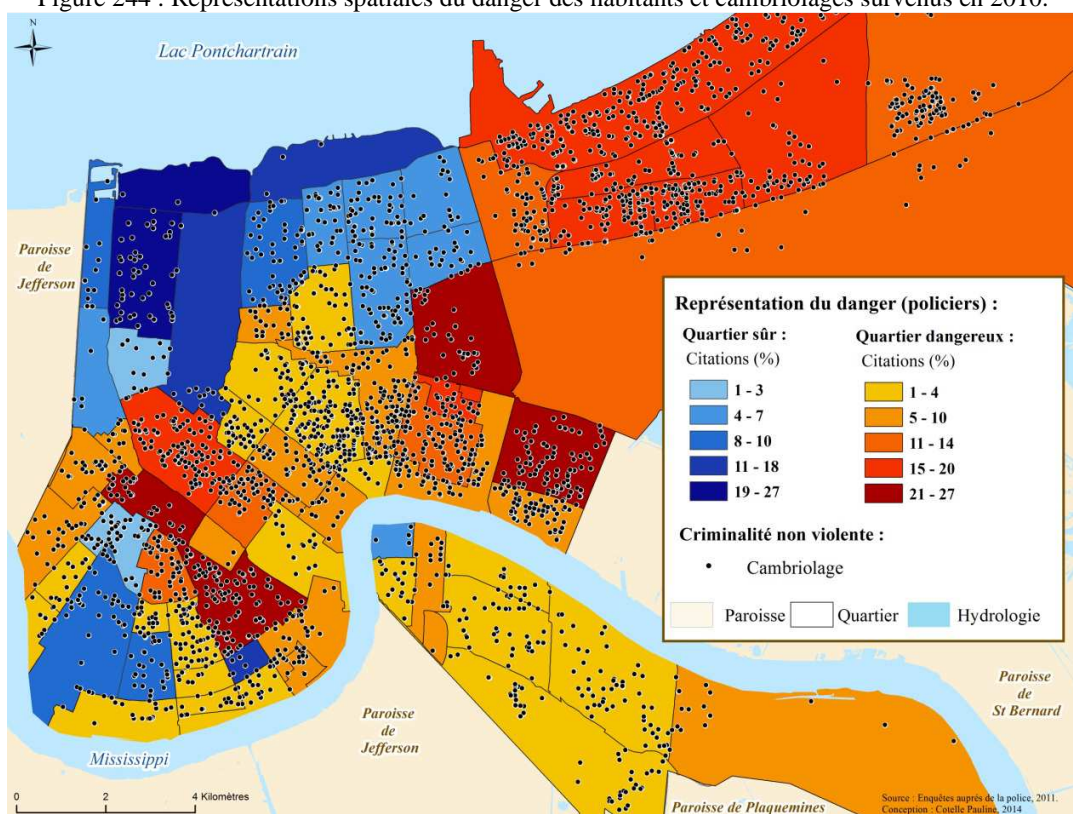 Figure 244 : Représentations spatiales du danger des habitants et cambriolages survenus en 2010.
N
Lac Pontchartrain
Paroisse
de
Jefferson
Représentation du danger (policiers) :
Quartier sûr :
Citations (%)
1 - 3
4 - 7
8 - 10
11 - 18
19 - 27
Quartier dangereux :
Citations (%)
1 - 4
5 - 10
11 - 14
15 - 20
21 - 27
Criminalité non violente :
Cambriolage
Paroisse
Quartier
Hydrologie
Paroisse
de
St Bernard
Paroisse
de
Jefferson
Mississippi
0 2 4 Kilomètres
Paroisse de Plaquemines
Source : Enquêtes auprès de la police, 2011.
Conception : Cotelle Pauline, 2014